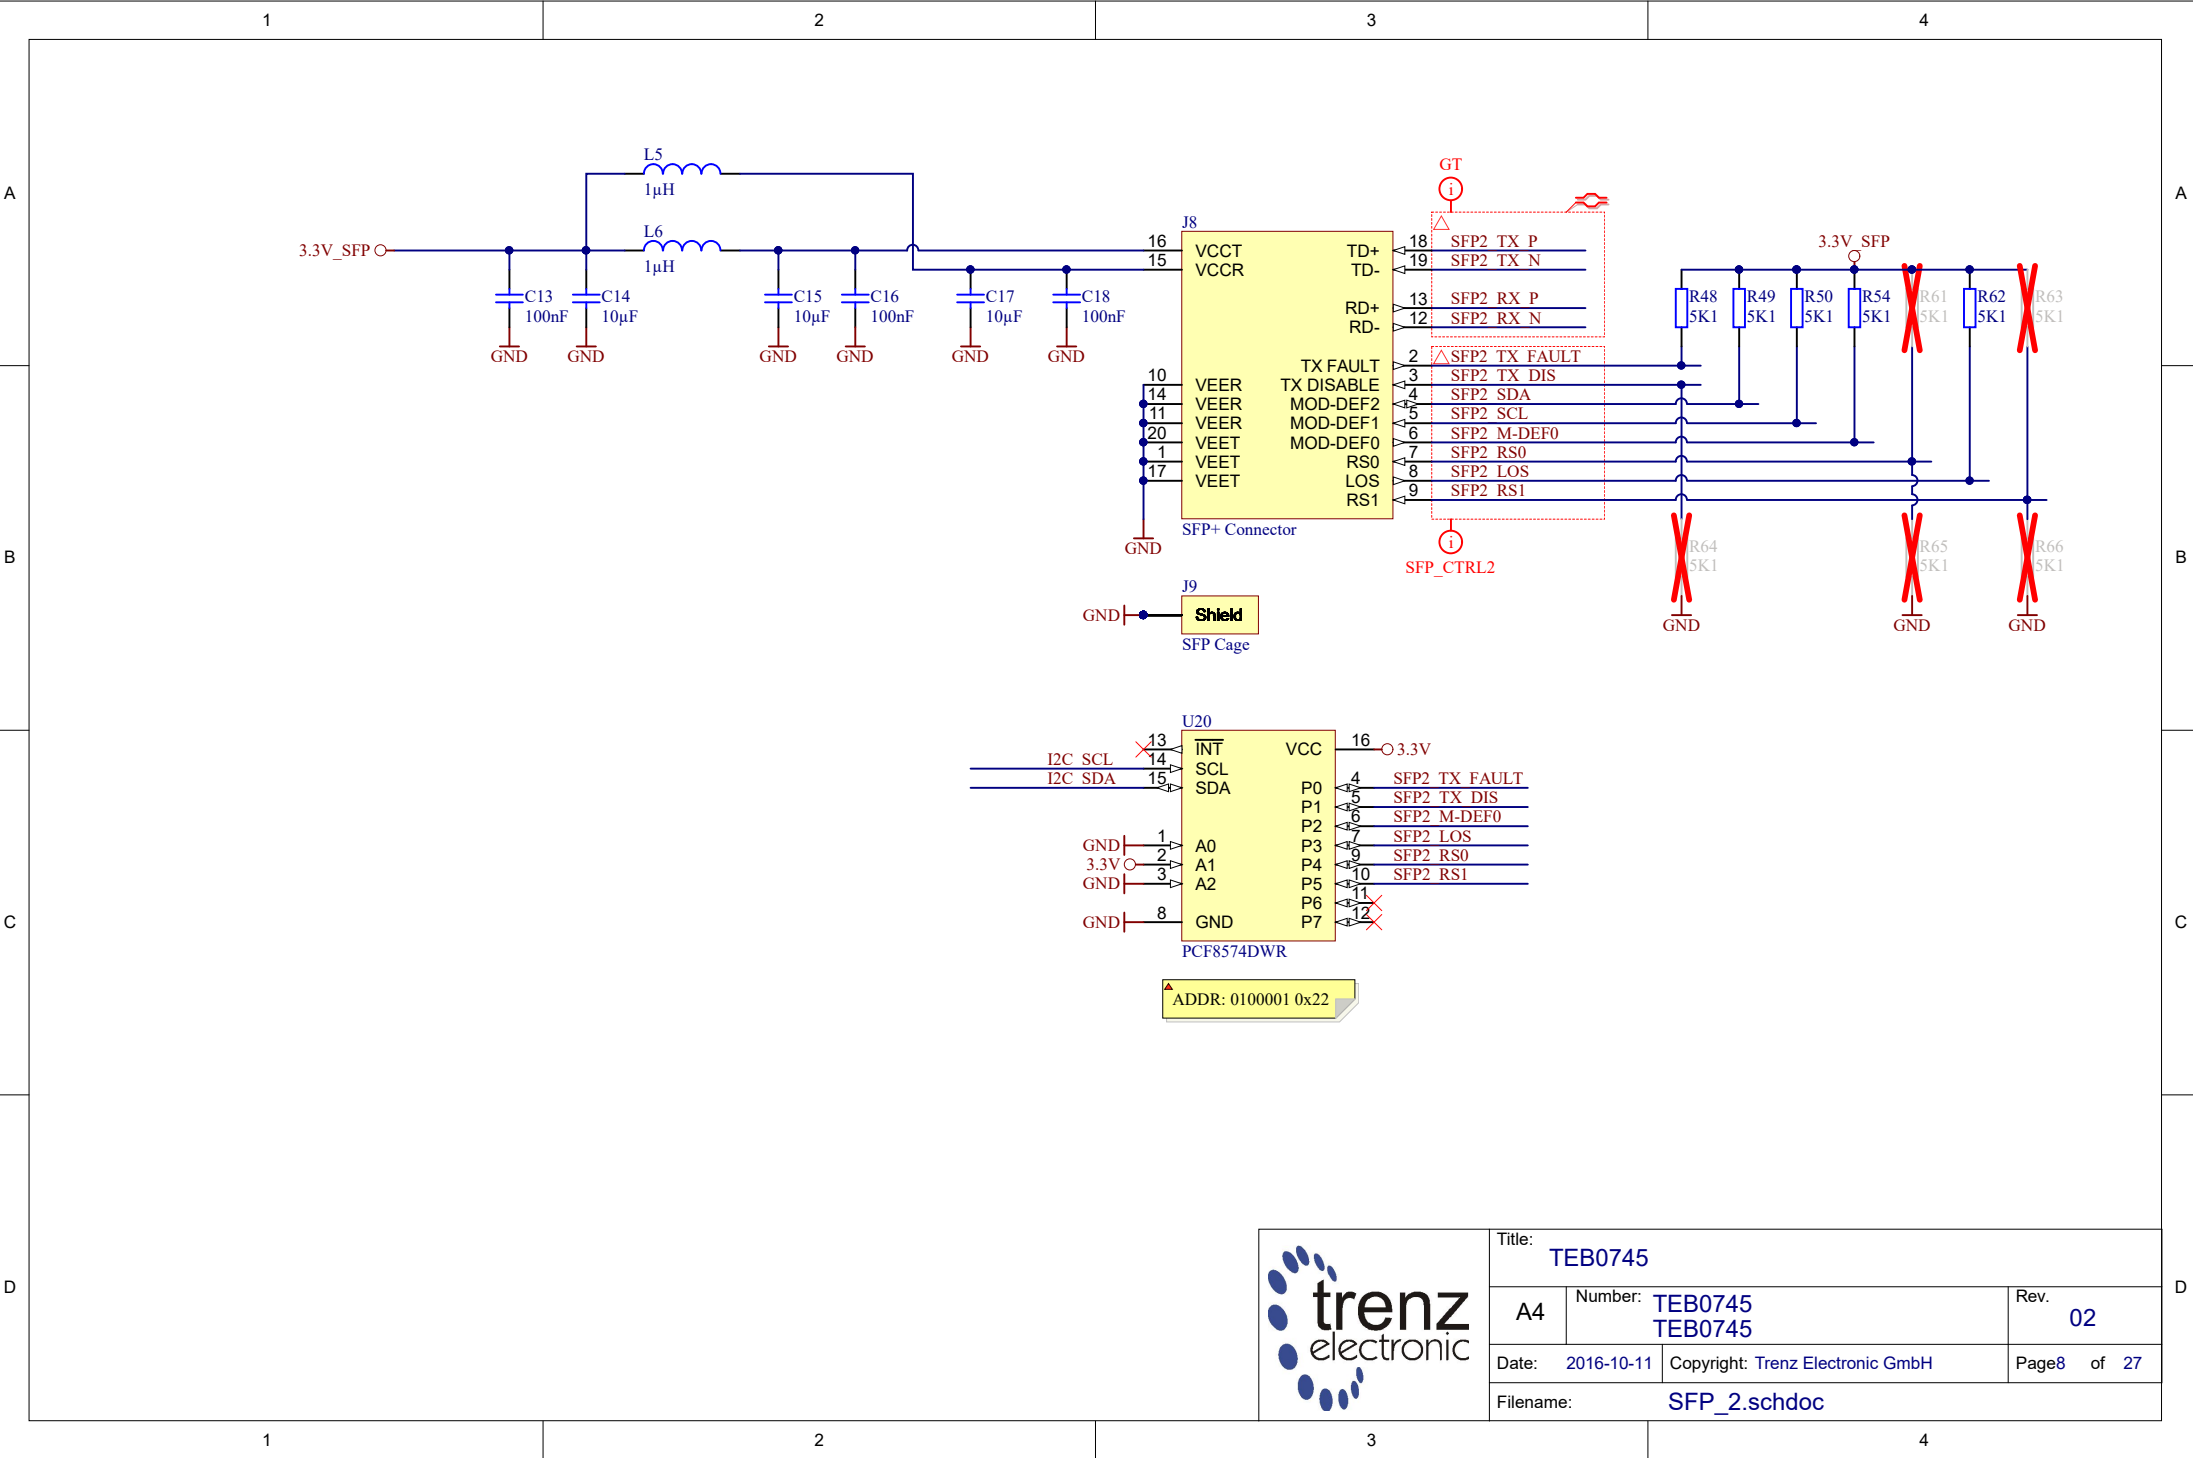 1 2 3 4
A A
L5
1µH
L6
1µH
3.3V_SFP
C13
100nF
C14
10µF
C15
10µF
C16
100nF
C17
10µF
C18
100nF
GND GND GND GND GND GND
J8
16 VCCT
15 VCCR
10 VEER
14 VEER
11 VEER
20 VEET
1 VEET
17 VEET
GND
TD+ 18 SFP2_TX_P
TD- 19 SFP2_TX_N
RD+ 13 SFP2_RX_P
RD- 12 SFP2_RX_N
TX FAULT 2 SFP2_TX_FAULT
TX DISABLE 3 SFP2_TX_DIS
MOD-DEF2 4 SFP2_SDA
MOD-DEF1 5 SFP2_SCL
MOD-DEF0 6 SFP2_M-DEF0
RS0 7 SFP2_RS0
LOS 8 SFP2_LOS
RS1 9 SFP2_RS1
SFP+ Connector
GT
i
i
SFP_CTRL2
3.3V_SFP
R48
5K1
R49
5K1
R50
5K1
R54
5K1
R61
5K1
R62
5K1
R63
5K1
R64
5K1
R65
5K1
R66
5K1
GND GND GND
B B
J9
GND
Shield
SFP Cage
U20
13 INT
I2C_SCL 14 SCL
I2C_SDA 15 SDA
GND 1 A0
3.3V 2 A1
GND 3 A2
GND 8 GND
VCC 16 3.3V
P0 4 SFP2_TX_FAULT
P1 5 SFP2_TX_DIS
P2 6 SFP2_M-DEF0
P3 7 SFP2_LOS
P4 9 SFP2_RS0
P5 10 SFP2_RS1
P6 11
P7 12
PCF8574DWR
ADDR: 0100001 0x22
C C
D D
trenz
electronic
Title:
TEB0745
A4
Number: TEB0745
TEB0745
Rev.
02
Date: 2016-10-11
Copyright: Trenz Electronic GmbH
Page8 of 27
Filename: SFP_2.schdoc
1 2 3 4